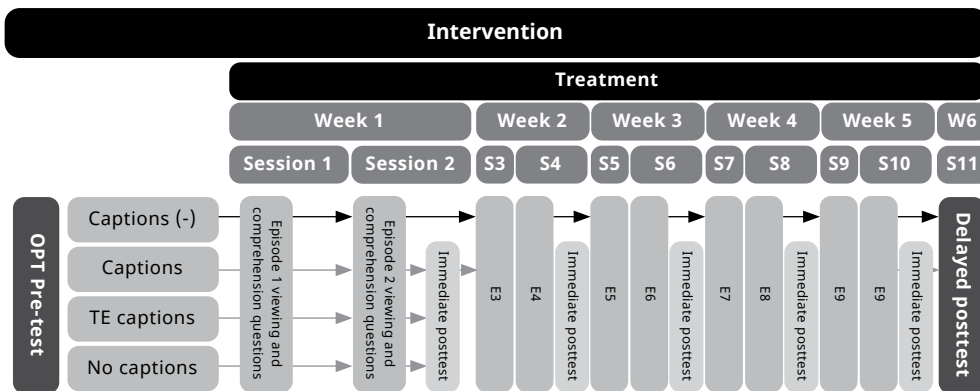 Intervention
Treatment
Week 1
Week 2
Week 3
Week 4
Week 5
W6
Session 1
Session 2
S3
S4
S5
S6
S7
S8
S9
S10
S11
OPT Pre-test
Captions (-)
Captions
TE captions
No captions
Episode 1 viewing and
comprehension questions
Episode 2 viewing and
comprehension questions
Immediate posttest
E3
E4
Immediate posttest
E5
E6
Immediate posttest
E7
E8
Immediate posttest
E9
E9
Immediate posttest
Delayed posttest